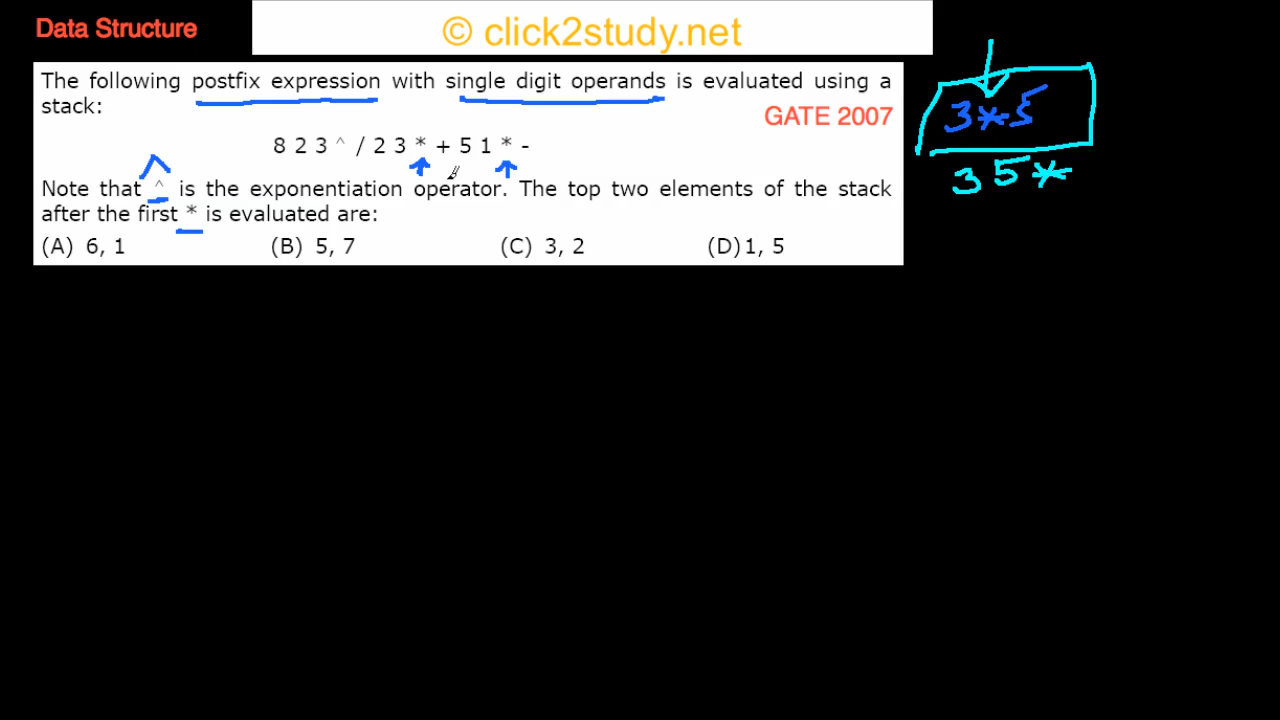 Data Structure
© click2study.net
The following postfix expression with single digit operands is evaluated using a
stack:
GATE 2007
8 2 3 ^ / 2 3 * + 5 1 * -
^
Note that ^ is the exponentiation operator. The top two elements of the stack
after the first * is evaluated are:
(A) 6, 1 (B) 5, 7 (C) 3, 2 (D) 1, 5
3*5
3 5 *